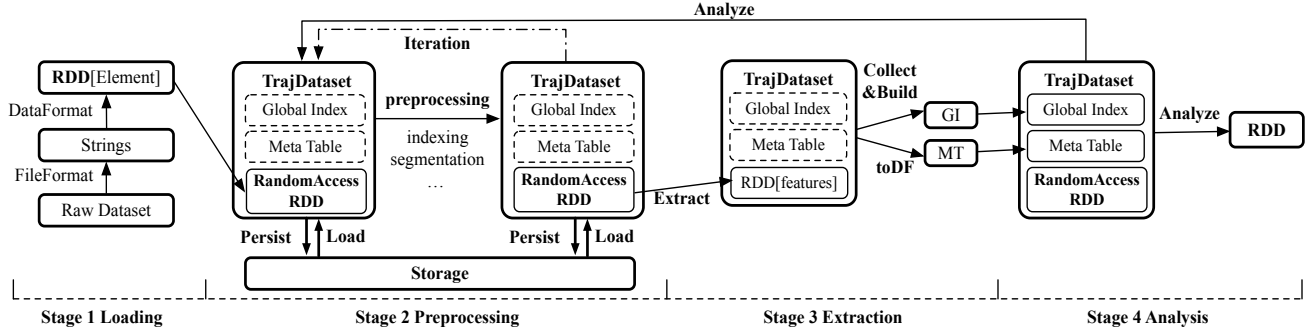 Analyze
Iteration
RDD[Element]
DataFormat
Strings
FileFormat
Raw Dataset
TrajDataset
Global Index
Meta Table
RandomAccess
RDD
preprocessing
indexing
segmentation
…
TrajDataset
Global Index
Meta Table
RandomAccess
RDD
Persist
Load
Persist
Load
Storage
Extract
TrajDataset
Global Index
Meta Table
RDD[features]
Collect
&Build
toDF
GI
MT
TrajDataset
Global Index
Meta Table
RandomAccess
RDD
Analyze
RDD
Stage 1 Loading
Stage 2 Preprocessing
Stage 3 Extraction
Stage 4 Analysis